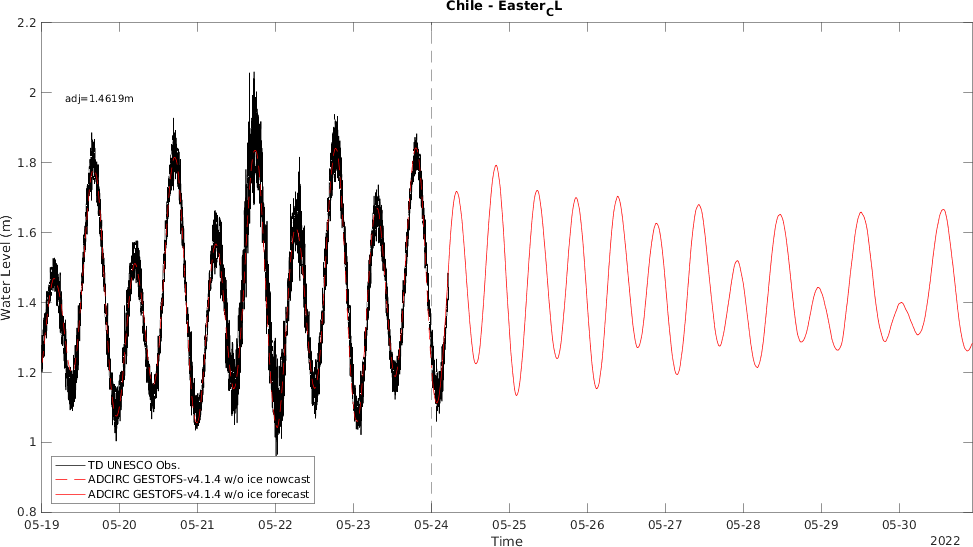 Chile - Easter_CL
2.2
2
1.8
1.6
1.4
1.2
1
0.8
Water Level (m)
adj=1.4619m
TD UNESCO Obs.
ADCIRC GESTOFS-v4.1.4 w/o ice nowcast
ADCIRC GESTOFS-v4.1.4 w/o ice forecast
05-19 05-20 05-21 05-22 05-23 05-24 05-25 05-26 05-27 05-28 05-29 05-30
Time
2022